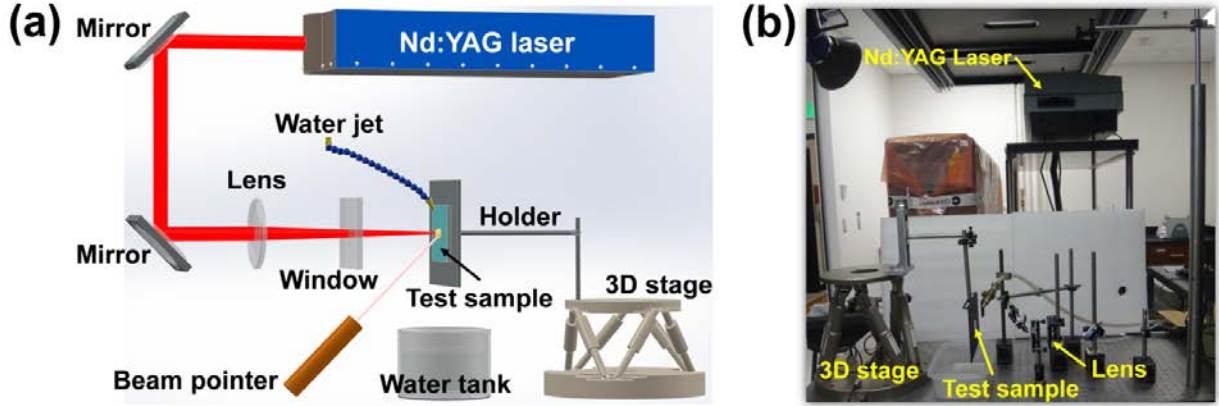 (a)
Mirror
Nd:YAG laser
Water jet
Lens
Holder
Mirror
Window
Test sample
3D stage
Beam pointer
Water tank
(b)
Nd:YAG Laser
3D stage
Test sample
Lens